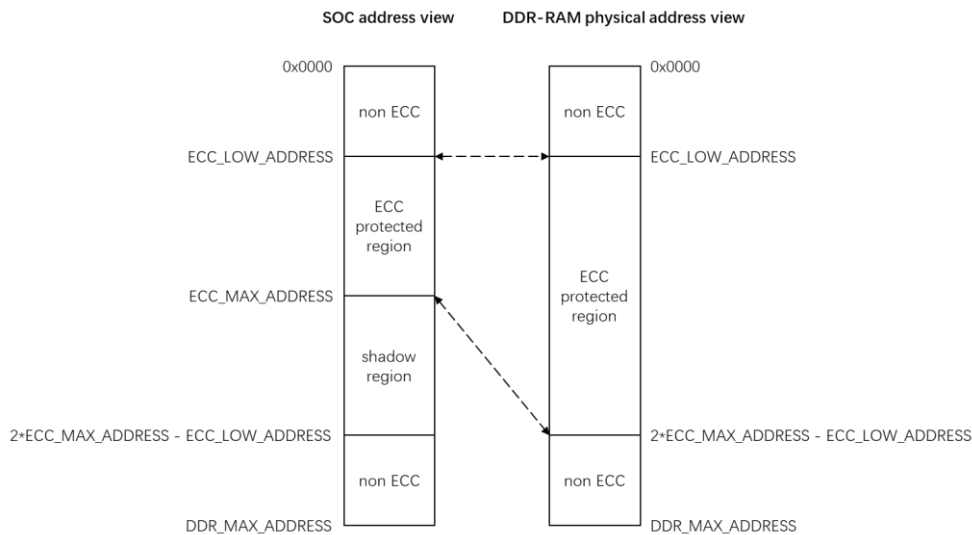 SOC address view
DDR-RAM physical address view
0x0000
0x0000
non ECC
non ECC
ECC_LOW_ADDRESS
ECC_LOW_ADDRESS
ECC
protected
region
ECC
protected
region
ECC_MAX_ADDRESS
shadow
region
2*ECC_MAX_ADDRESS - ECC_LOW_ADDRESS
2*ECC_MAX_ADDRESS - ECC_LOW_ADDRESS
non ECC
non ECC
DDR_MAX_ADDRESS
DDR_MAX_ADDRESS